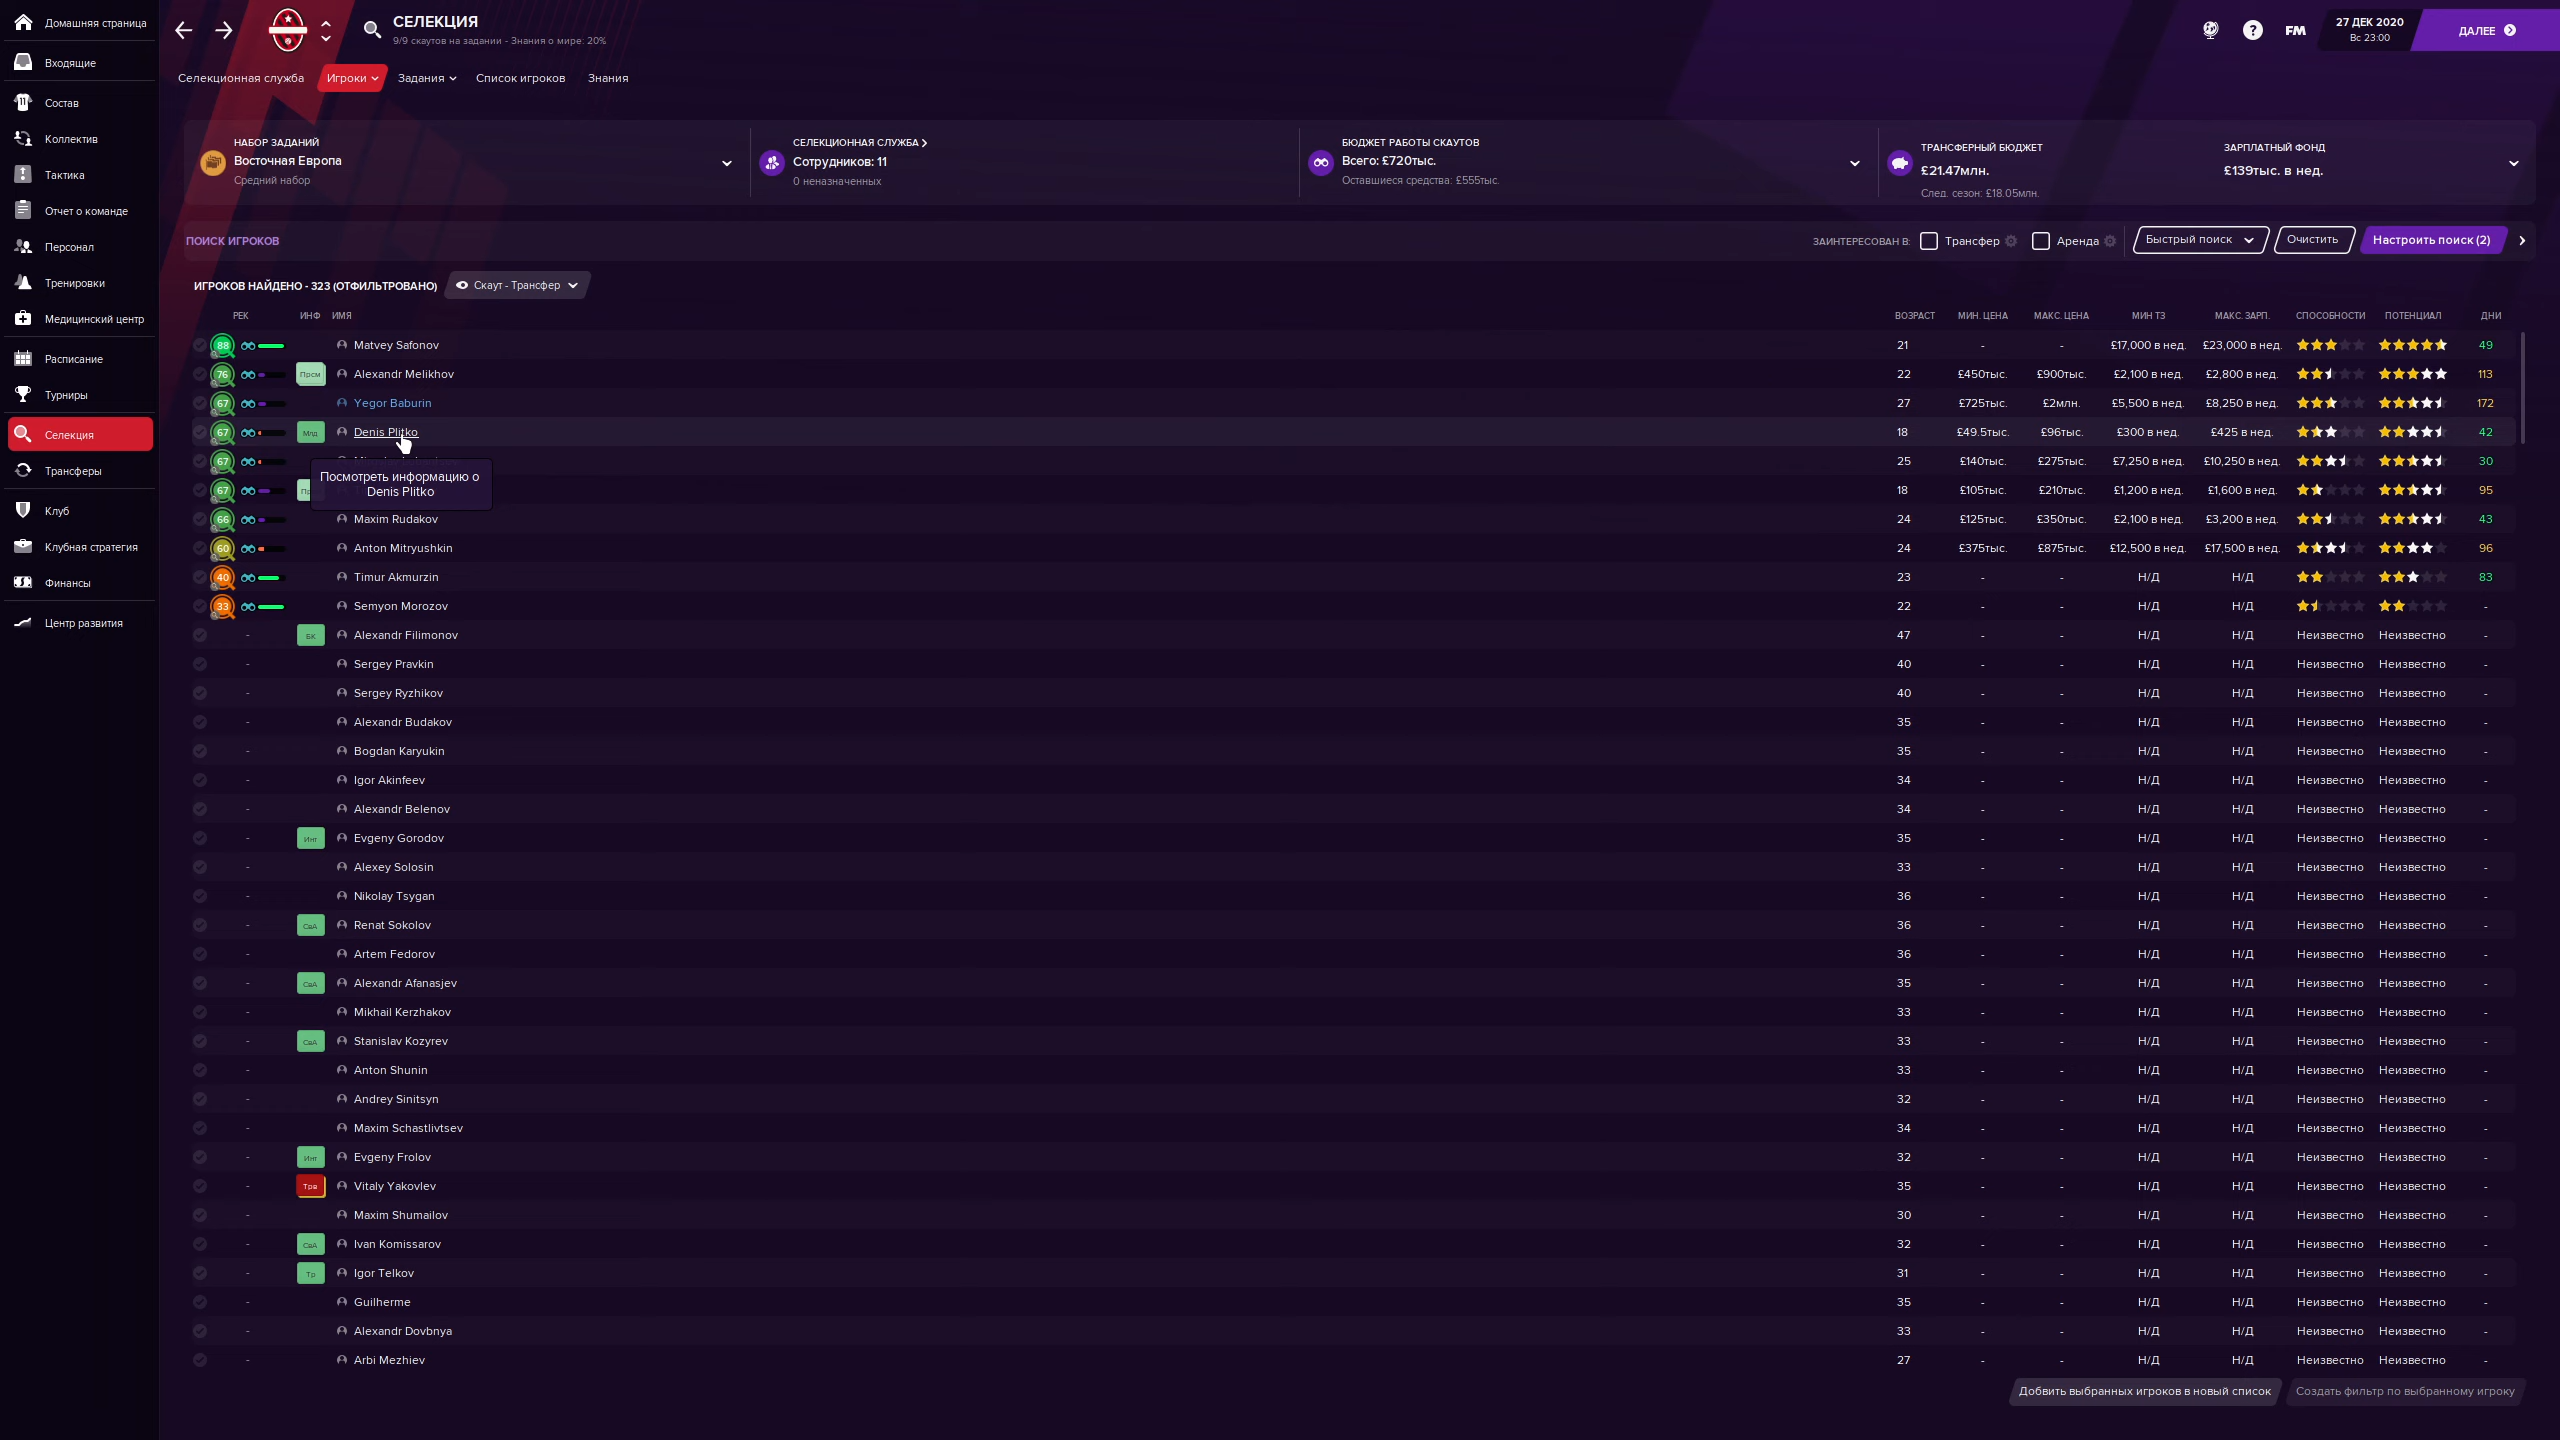 Домашняя страница
Входящие
Состав
Коллектив
Тактика
Отчет о команде
Персонал
Тренировки
Медицинский центр
Расписание
Турниры
Селекция
Трансферы
Клуб
Клубная стратегия
Финансы
Центр развития
СЕЛЕКЦИЯ
9/9 скаутов на задании - Знания о мире: 20%
FM
27 ДЕК 2020
Вс 23:00
ДАЛЕЕ
Селекционная служба Игроки Задания Список игроков Знания
НАБОР ЗАДАНИЙ
Восточная Европа
Средний набор
СЕЛЕКЦИОННАЯ СЛУЖБА
Сотрудников: 11
0 неназначенных
БЮДЖЕТ РАБОТЫ СКАУТОВ
Всего: £720тыс.
Оставшиеся средства: £555тыс.
ТРАНСФЕРНЫЙ БЮДЖЕТ
£21.47млн.
След. сезон: £18.05млн.
ЗАРПЛАТНЫЙ ФОНД
£139тыс. в нед.
ПОИСК ИГРОКОВ
ЗАИНТЕРЕСОВАН В: Трансфер Аренда Быстрый поиск Очистить Настроить поиск (2)
ИГРОКОВ НАЙДЕНО - 323 (ОТФИЛЬТРОВАНО) Скаут - Трансфер
РЕК ИНФ ИМЯ ВОЗРАСТ МИН. ЦЕНА МАКС. ЦЕНА МИН ТЗ МАКС. ЗАРП. СПОСОБНОСТИ ПОТЕНЦИАЛ ДНИ
88 Matvey Safonov 21 - - £17,000 в нед. £23,000 в нед. 49
76 Прсм Alexandr Melikhov 22 £450тыс. £900тыс. £2,100 в нед. £2,800 в нед. 113
67 Yegor Baburin 27 £725тыс. £2млн. £5,500 в нед. £8,250 в нед. 172
67 Млд Denis Plitko 18 £49.5тыс. £96тыс. £300 в нед. £425 в нед. 42
67 25 £140тыс. £275тыс. £7,250 в нед. £10,250 в нед. 30
67 18 £105тыс. £210тыс. £1,200 в нед. £1,600 в нед. 95
Посмотреть информацию о
Denis Plitko
66 Maxim Rudakov 24 £125тыс. £350тыс. £2,100 в нед. £3,200 в нед. 43
60 Anton Mitryushkin 24 £375тыс. £875тыс. £12,500 в нед. £17,500 в нед. 96
40 Timur Akmurzin 23 - - Н/Д Н/Д 83
33 Semyon Morozov 22 - - Н/Д Н/Д -
- БК Alexandr Filimonov 47 - - Н/Д Н/Д Неизвестно Неизвестно -
- Sergey Pravkin 40 - - Н/Д Н/Д Неизвестно Неизвестно -
- Sergey Ryzhikov 40 - - Н/Д Н/Д Неизвестно Неизвестно -
- Alexandr Budakov 35 - - Н/Д Н/Д Неизвестно Неизвестно -
- Bogdan Karyukin 35 - - Н/Д Н/Д Неизвестно Неизвестно -
- Igor Akinfeev 34 - - Н/Д Н/Д Неизвестно Неизвестно -
- Alexandr Belenov 34 - - Н/Д Н/Д Неизвестно Неизвестно -
- Инт Evgeny Gorodov 35 - - Н/Д Н/Д Неизвестно Неизвестно -
- Alexey Solosin 33 - - Н/Д Н/Д Неизвестно Неизвестно -
- Nikolay Tsygan 36 - - Н/Д Н/Д Неизвестно Неизвестно -
- СвА Renat Sokolov 36 - - Н/Д Н/Д Неизвестно Неизвестно -
- Artem Fedorov 36 - - Н/Д Н/Д Неизвестно Неизвестно -
- СвА Alexandr Afanasjev 35 - - Н/Д Н/Д Неизвестно Неизвестно -
- Mikhail Kerzhakov 33 - - Н/Д Н/Д Неизвестно Неизвестно -
- СвА Stanislav Kozyrev 33 - - Н/Д Н/Д Неизвестно Неизвестно -
- Anton Shunin 33 - - Н/Д Н/Д Неизвестно Неизвестно -
- Andrey Sinitsyn 32 - - Н/Д Н/Д Неизвестно Неизвестно -
- Maxim Schastlivtsev 34 - - Н/Д Н/Д Неизвестно Неизвестно -
- Инт Evgeny Frolov 32 - - Н/Д Н/Д Неизвестно Неизвестно -
- Трв Vitaly Yakovlev 35 - - Н/Д Н/Д Неизвестно Неизвестно -
- Maxim Shumailov 30 - - Н/Д Н/Д Неизвестно Неизвестно -
- СвА Ivan Komissarov 32 - - Н/Д Н/Д Неизвестно Неизвестно -
- Тр Igor Telkov 31 - - Н/Д Н/Д Неизвестно Неизвестно -
- Guilherme 35 - - Н/Д Н/Д Неизвестно Неизвестно -
- Alexandr Dovbnya 33 - - Н/Д Н/Д Неизвестно Неизвестно -
- Arbi Mezhiev 27 - - Н/Д Н/Д Неизвестно Неизвестно -
Добвить выбранных игроков в новый список Создать фильтр по выбранному игроку